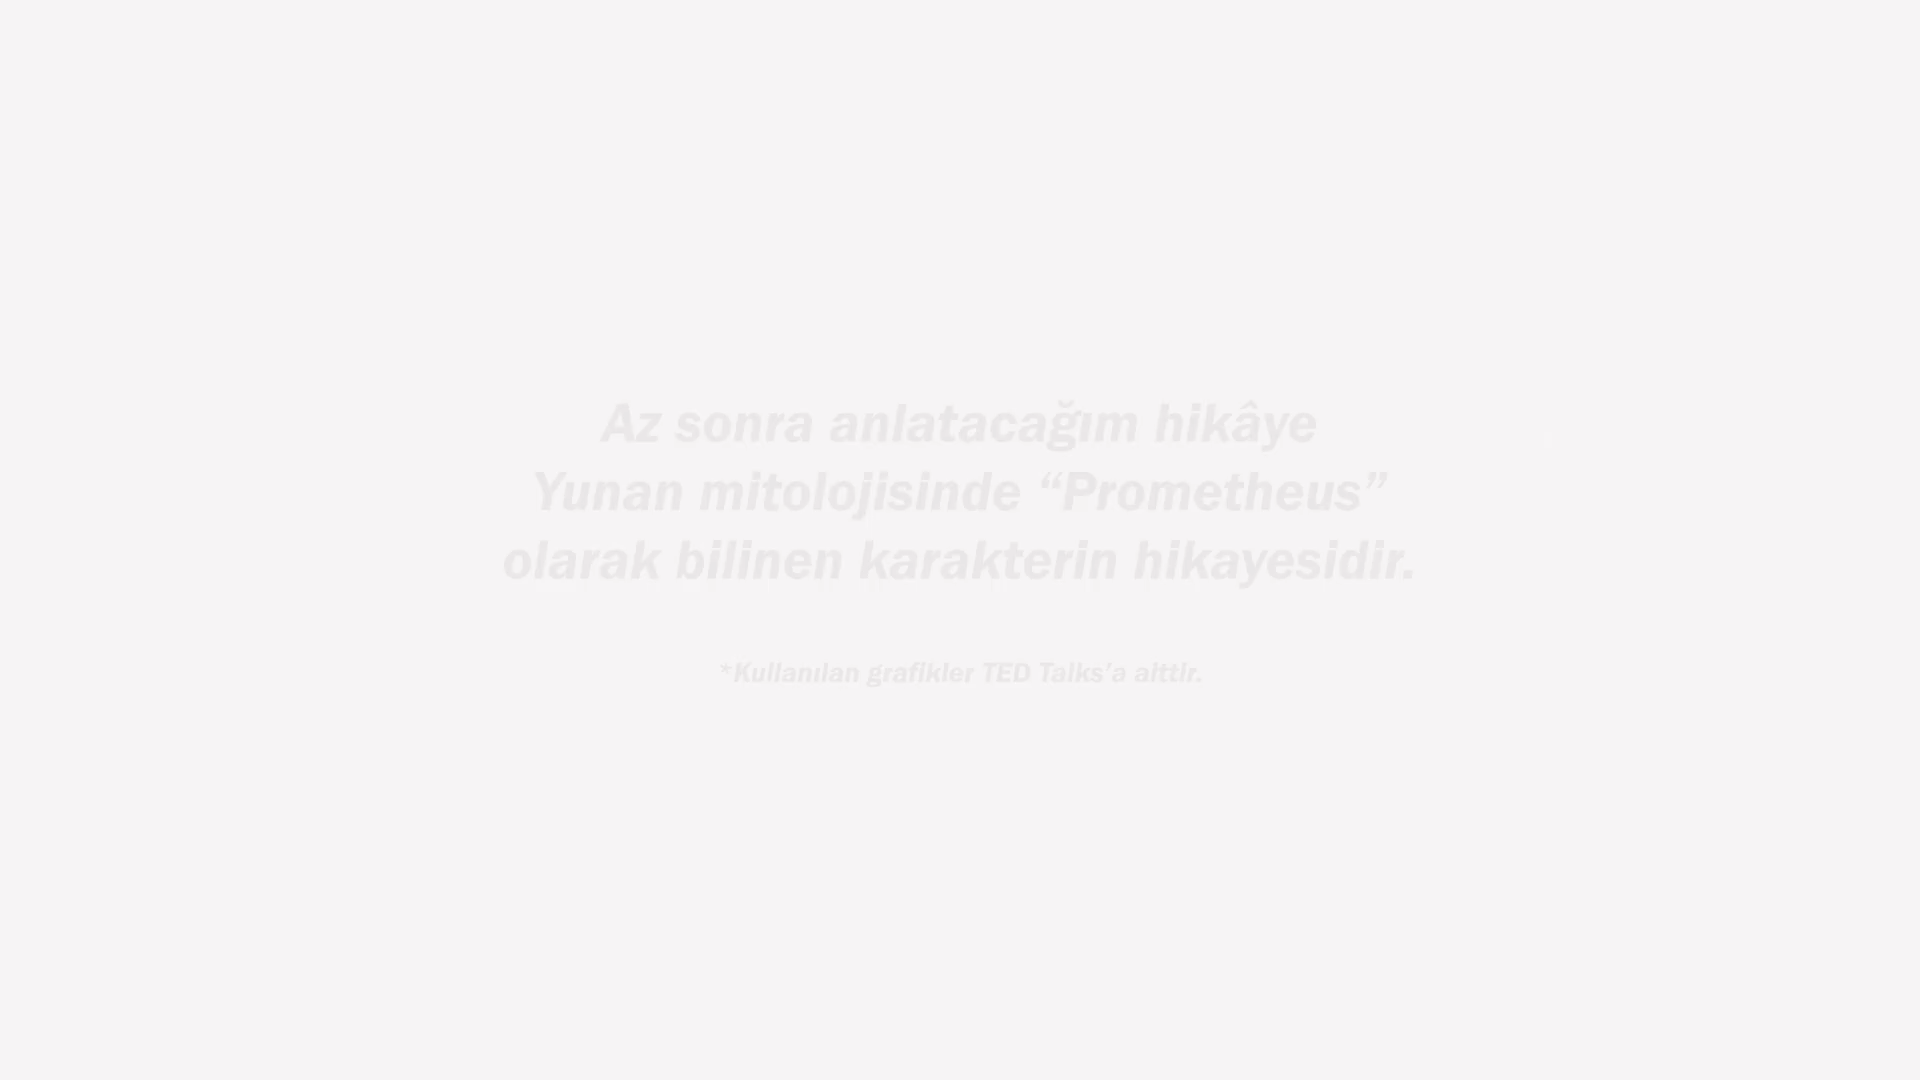 Az sonra anlatacağım hikâye
Yunan mitolojisinde “Prometheus”
olarak bilinen karakterin hikayesidir.
*Kullanılan grafikler TED Talks’a aittir.